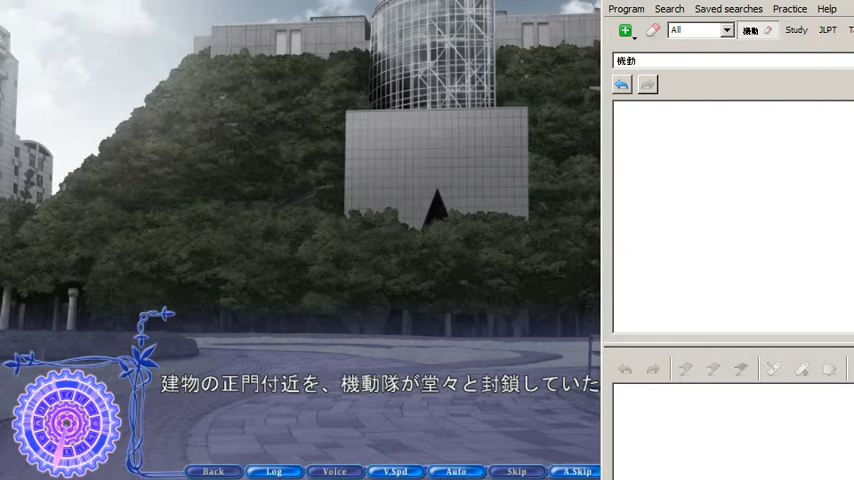 Program Search Saved searches Practice Help
All 機動 Study JLPT
機動
建物の正門付近を、機動隊が堂々と封鎖していた
Back Log Voice V.Spd Auto Skip A.Skip